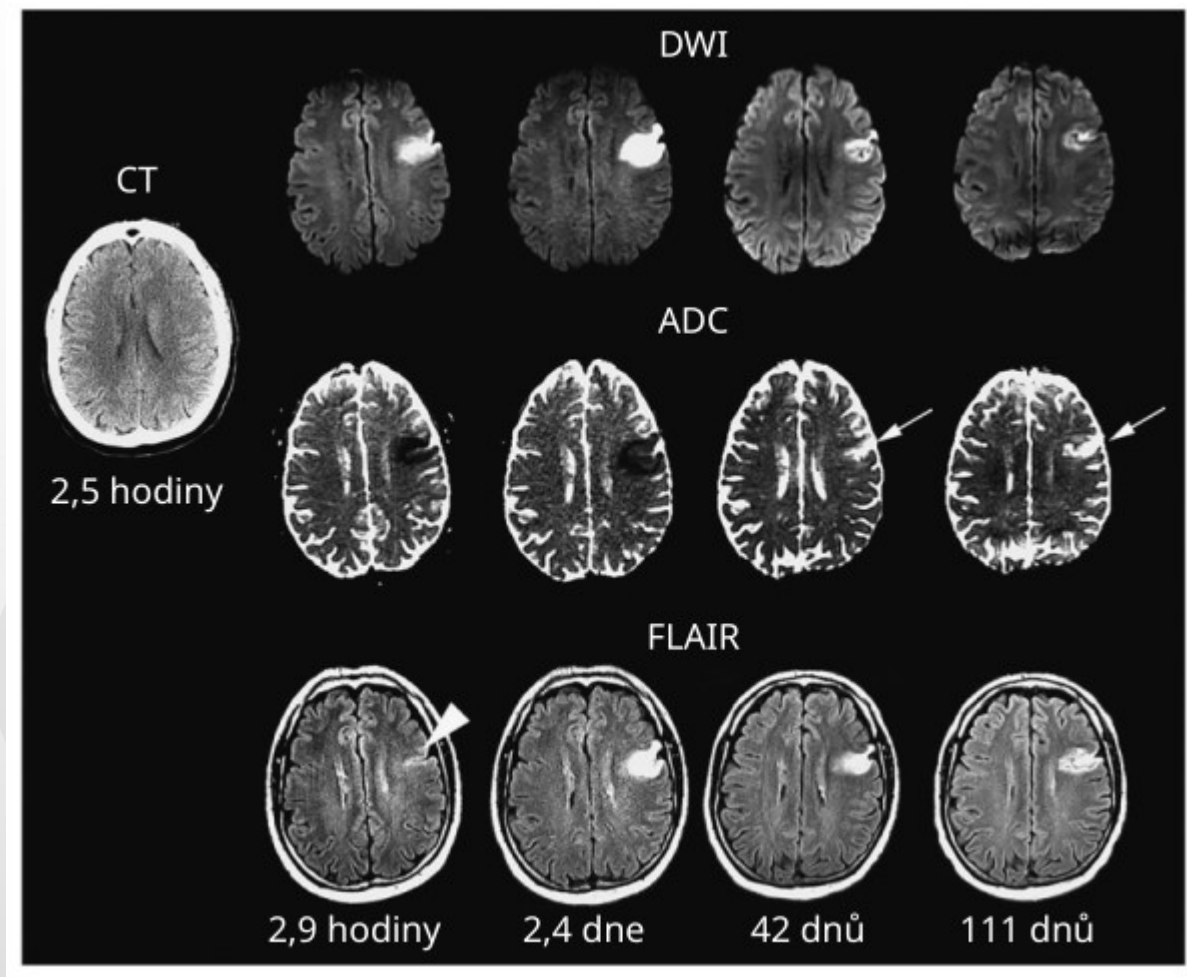 DWI
CT
2,5 hodiny
ADC
FLAIR
2,9 hodiny
2,4 dne
42 dnů
111 dnů